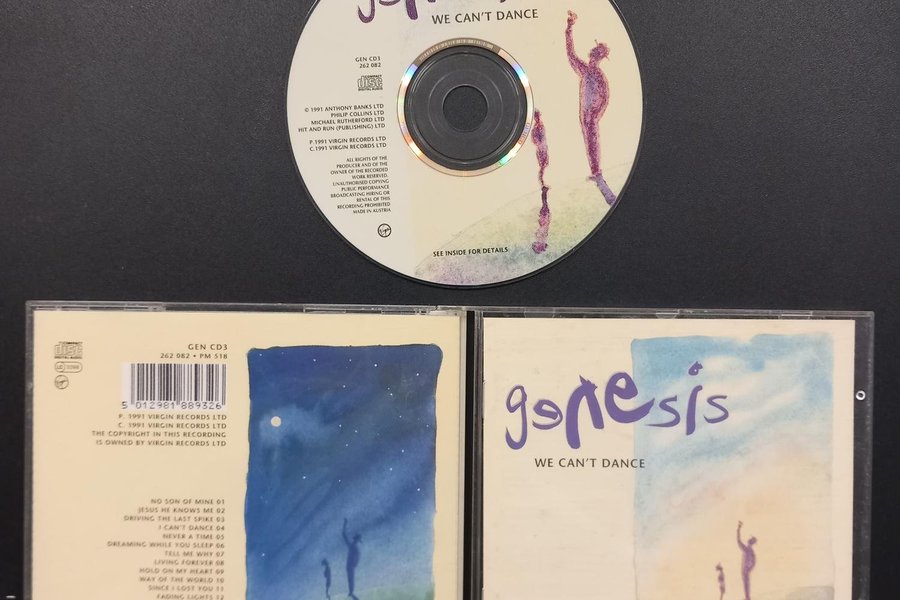 genesis
WE CAN'T DANCE
GEN CD3
262 082
COMPACT
disc
DIGITAL AUDIO
© 1991 ANTHONY BANKS LTD
PHILIP COLLINS LTD
MICHAEL RUTHERFORD LTD
HIT AND RUN (PUBLISHING) LTD
P.1991 VIRGIN RECORDS LTD
C.1991 VIRGIN RECORDS LTD
ALL RIGHTS OF THE
PRODUCER AND OF THE
OWNER OF THE RECORDED
WORK RESERVED.
UNAUTHORISED COPYING
PUBLIC PERFORMANCE
BROADCASTING HIRING OR
RENTAL OF THIS
RECORDING PROHIBITED
MADE IN AUSTRIA
Virgin
SEE INSIDE FOR DETAILS
disc
GEN CD3
262 082 • PM 518
5 012981 889326
P. 1991 VIRGIN RECORDS LTD
C. 1991 VIRGIN RECORDS LTD
THE COPYRIGHT IN THIS RECORDING
IS OWNED BY VIRGIN RECORDS LTD
NO SON OF MINE 01
JESUS HE KNOWS ME 02
DRIVING THE LAST SPIKE 03
I CAN'T DANCE 04
NEVER A TIME 05
DREAMING WHILE YOU SLEEP 06
TELL ME WHY 07
LIVING FOREVER 08
HOLD ON MY HEART 09
WAY OF THE WORLD 10
SINCE I LOST YOU 11
FADING LIGHTS 12
genesis
WE CAN'T DANCE